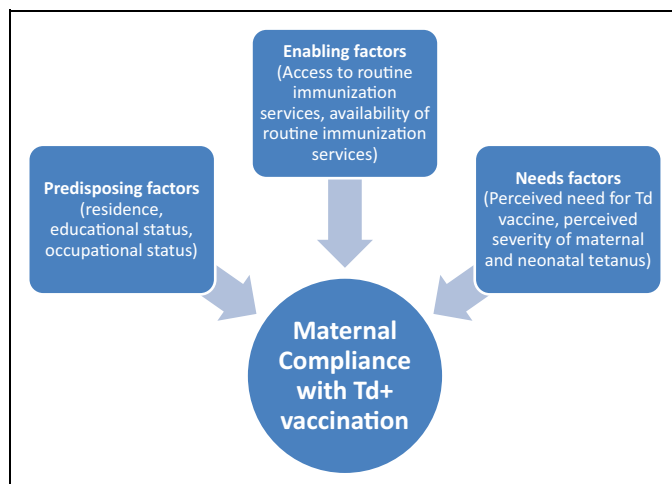 Enabling factors
(Access to routine
immunization
services, availability of
routine immunization
services)
Predisposing factors
(residence,
educational status,
occupational status)
Needs factors
(Perceived need for Td
vaccine, perceived
severity of maternal
and neonatal tetanus)
Maternal
Compliance
with Td+
vaccination